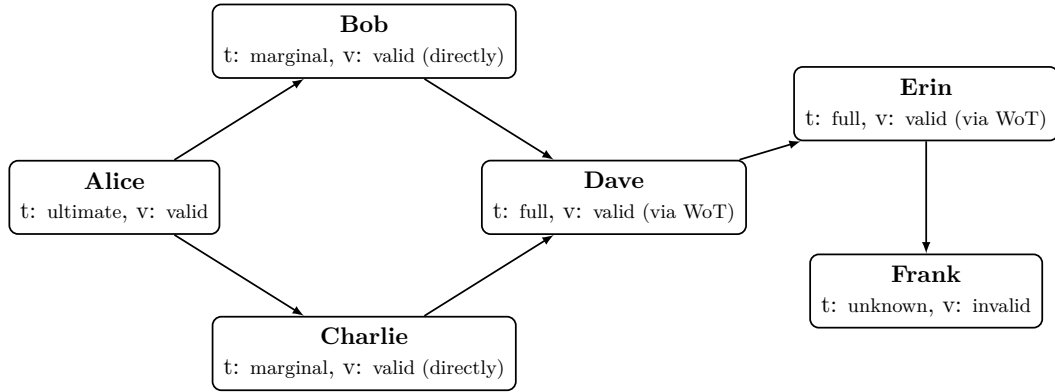 Bob
t: marginal, v: valid (directly)
Erin
t: full, v: valid (via WoT)
Alice
t: ultimate, v: valid
Dave
t: full, v: valid (via WoT)
Frank
t: unknown, v: invalid
Charlie
t: marginal, v: valid (directly)